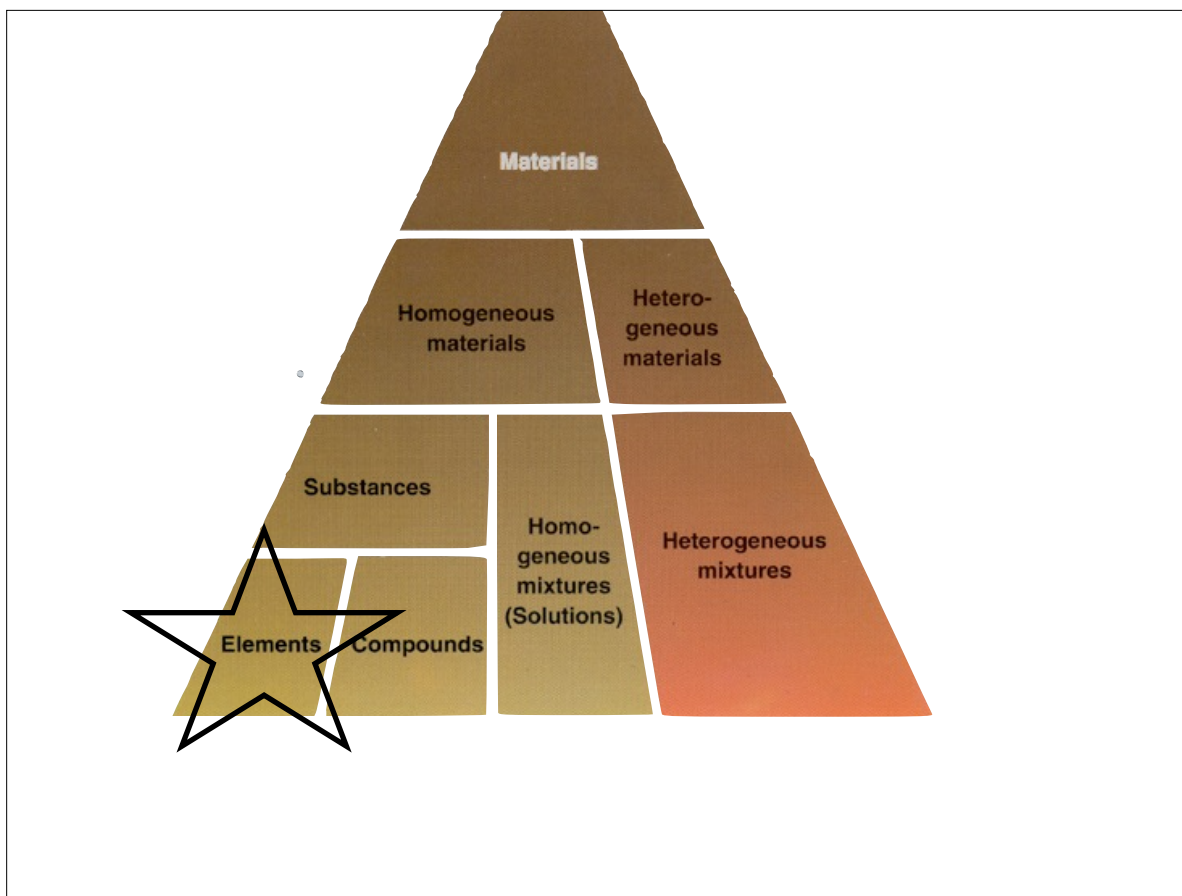 Materials
Homogeneous
materials
Hetero-
geneous
materials
Substances
Homo-
geneous
mixtures
(Solutions)
Heterogeneous
mixtures
Elements
Compounds